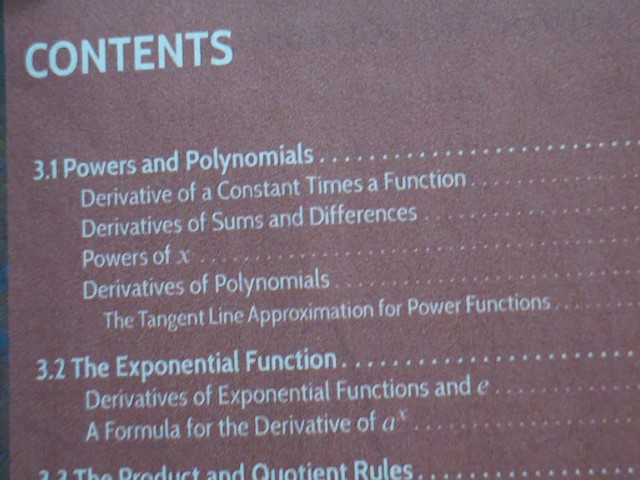 CONTENTS
3.1 Powers and Polynomials . . . . . . . . . . . . . . . . . . . . . . . . . .
Derivative of a Constant Times a Function . . . . . . . . . . . . .
Derivatives of Sums and Differences . . . . . . . . . . . . . . . . .
Powers of x . . . . . . . . . . . . . . . . . . . . . . . . . . . . . . . . . .
Derivatives of Polynomials . . . . . . . . . . . . . . . . . . . . . . . .
The Tangent Line Approximation for Power Functions . . . . . .
3.2 The Exponential Function . . . . . . . . . . . . . . . . . . . . . . . .
Derivatives of Exponential Functions and e . . . . . . . . . . . .
A Formula for the Derivative of aˣ . . . . . . . . . . . . . . . . . .
3.3 The Product and Quotient Rules . . . . . . . . . . . . . . . . . .